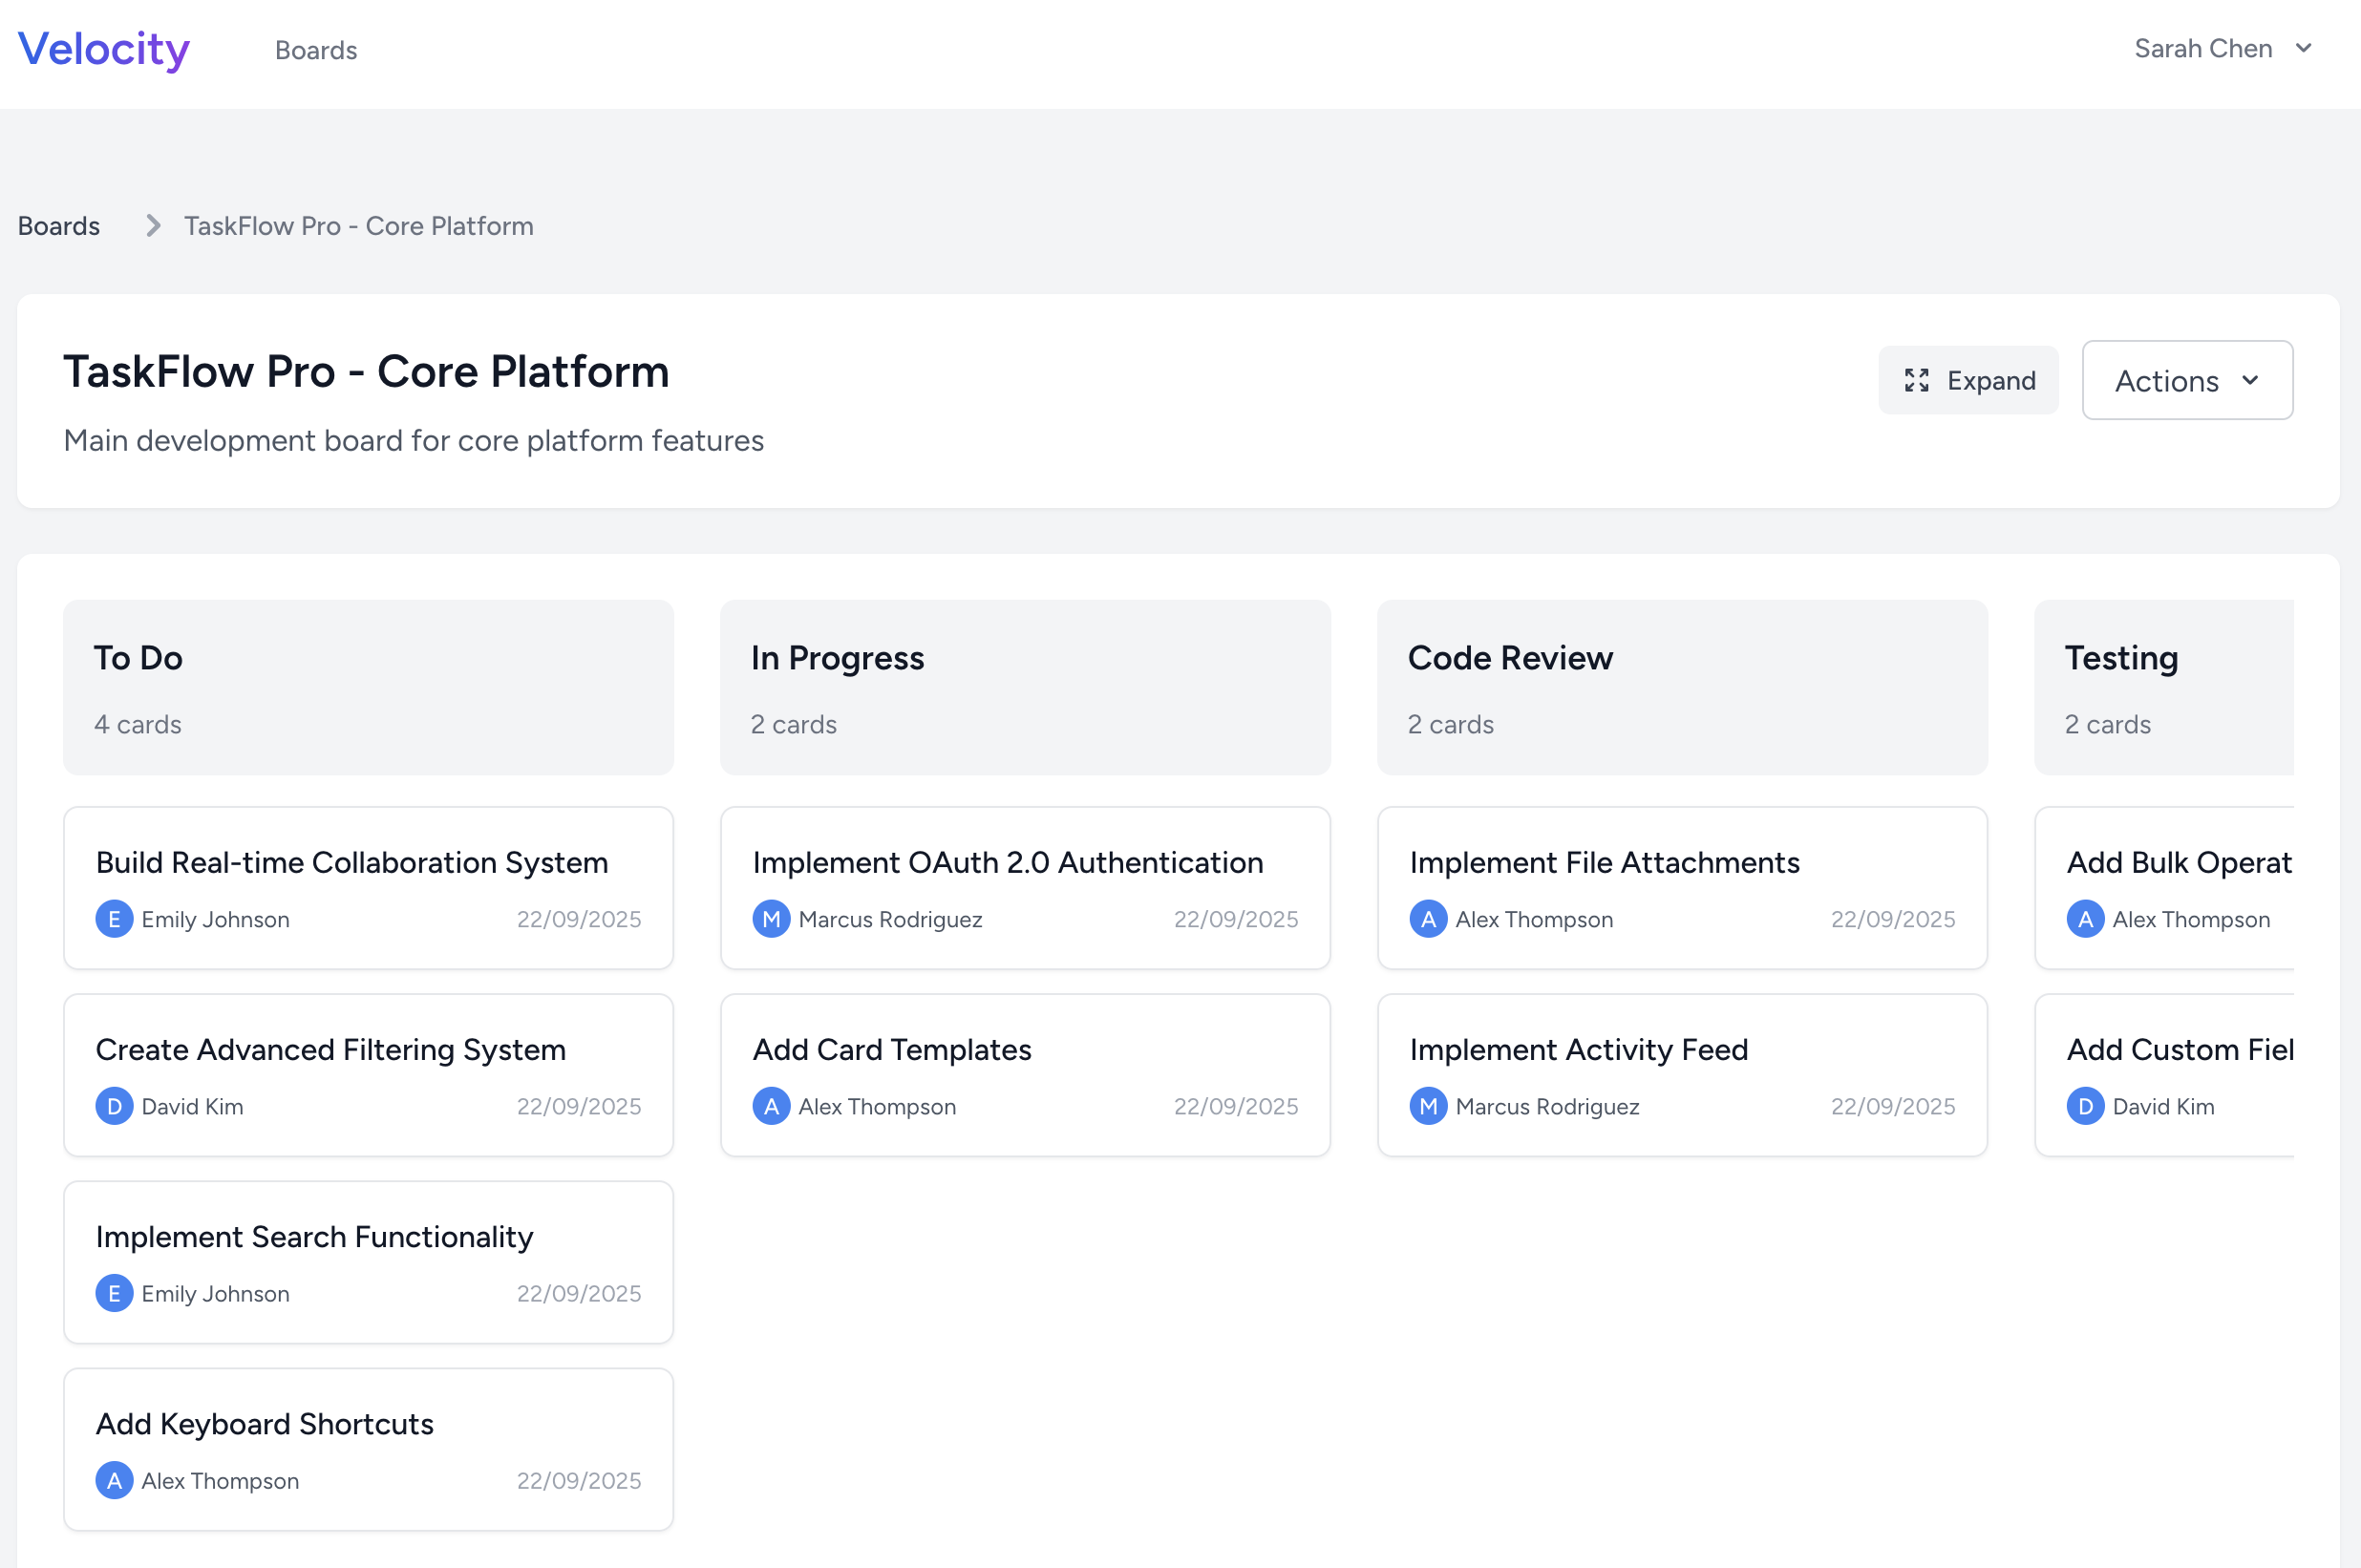 Velocity
Boards
Sarah Chen
Boards
TaskFlow Pro - Core Platform
TaskFlow Pro - Core Platform
Main development board for core platform features
Expand
Actions
To Do
4 cards
Build Real-time Collaboration System
E Emily Johnson 22/09/2025
Create Advanced Filtering System
D David Kim 22/09/2025
Implement Search Functionality
E Emily Johnson 22/09/2025
Add Keyboard Shortcuts
A Alex Thompson 22/09/2025
In Progress
2 cards
Implement OAuth 2.0 Authentication
M Marcus Rodriguez 22/09/2025
Add Card Templates
A Alex Thompson 22/09/2025
Code Review
2 cards
Implement File Attachments
A Alex Thompson 22/09/2025
Implement Activity Feed
M Marcus Rodriguez 22/09/2025
Testing
2 cards
Add Bulk Operat
A Alex Thompson
Add Custom Fiel
D David Kim